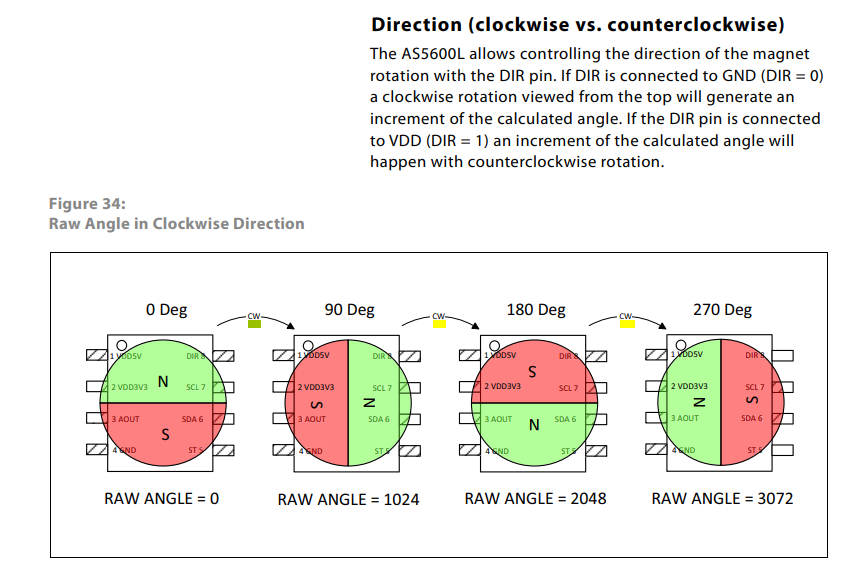 Direction (clockwise vs. counterclockwise)
The AS5600L allows controlling the direction of the magnet
rotation with the DIR pin. If DIR is connected to GND (DIR = 0)
a clockwise rotation viewed from the top will generate an
increment of the calculated angle. If the DIR pin is connected
to VDD (DIR = 1) an increment of the calculated angle will
happen with counterclockwise rotation.
Figure 34:
Raw Angle in Clockwise Direction
0 Deg
CW
90 Deg
CW
180 Deg
CW
270 Deg
1 VDD5V
DIR 8
2 VDD3V3
N
SCL 7
3 AOUT
S
SDA 6
4 GND
ST 5
1 VDD5V
DIR 8
2 VDD3V3
SCL 7
S
N
3 AOUT
SDA 6
4 GND
ST 5
1 VDD5V
DIR 8
S
2 VDD3V3
SCL 7
3 AOUT
N
SDA 6
4 GND
ST 5
1 VDD5V
DIR 8
2 VDD3V3
SCL 7
N
S
3 AOUT
SDA 6
4 GND
ST 5
RAW ANGLE = 0
RAW ANGLE = 1024
RAW ANGLE = 2048
RAW ANGLE = 3072